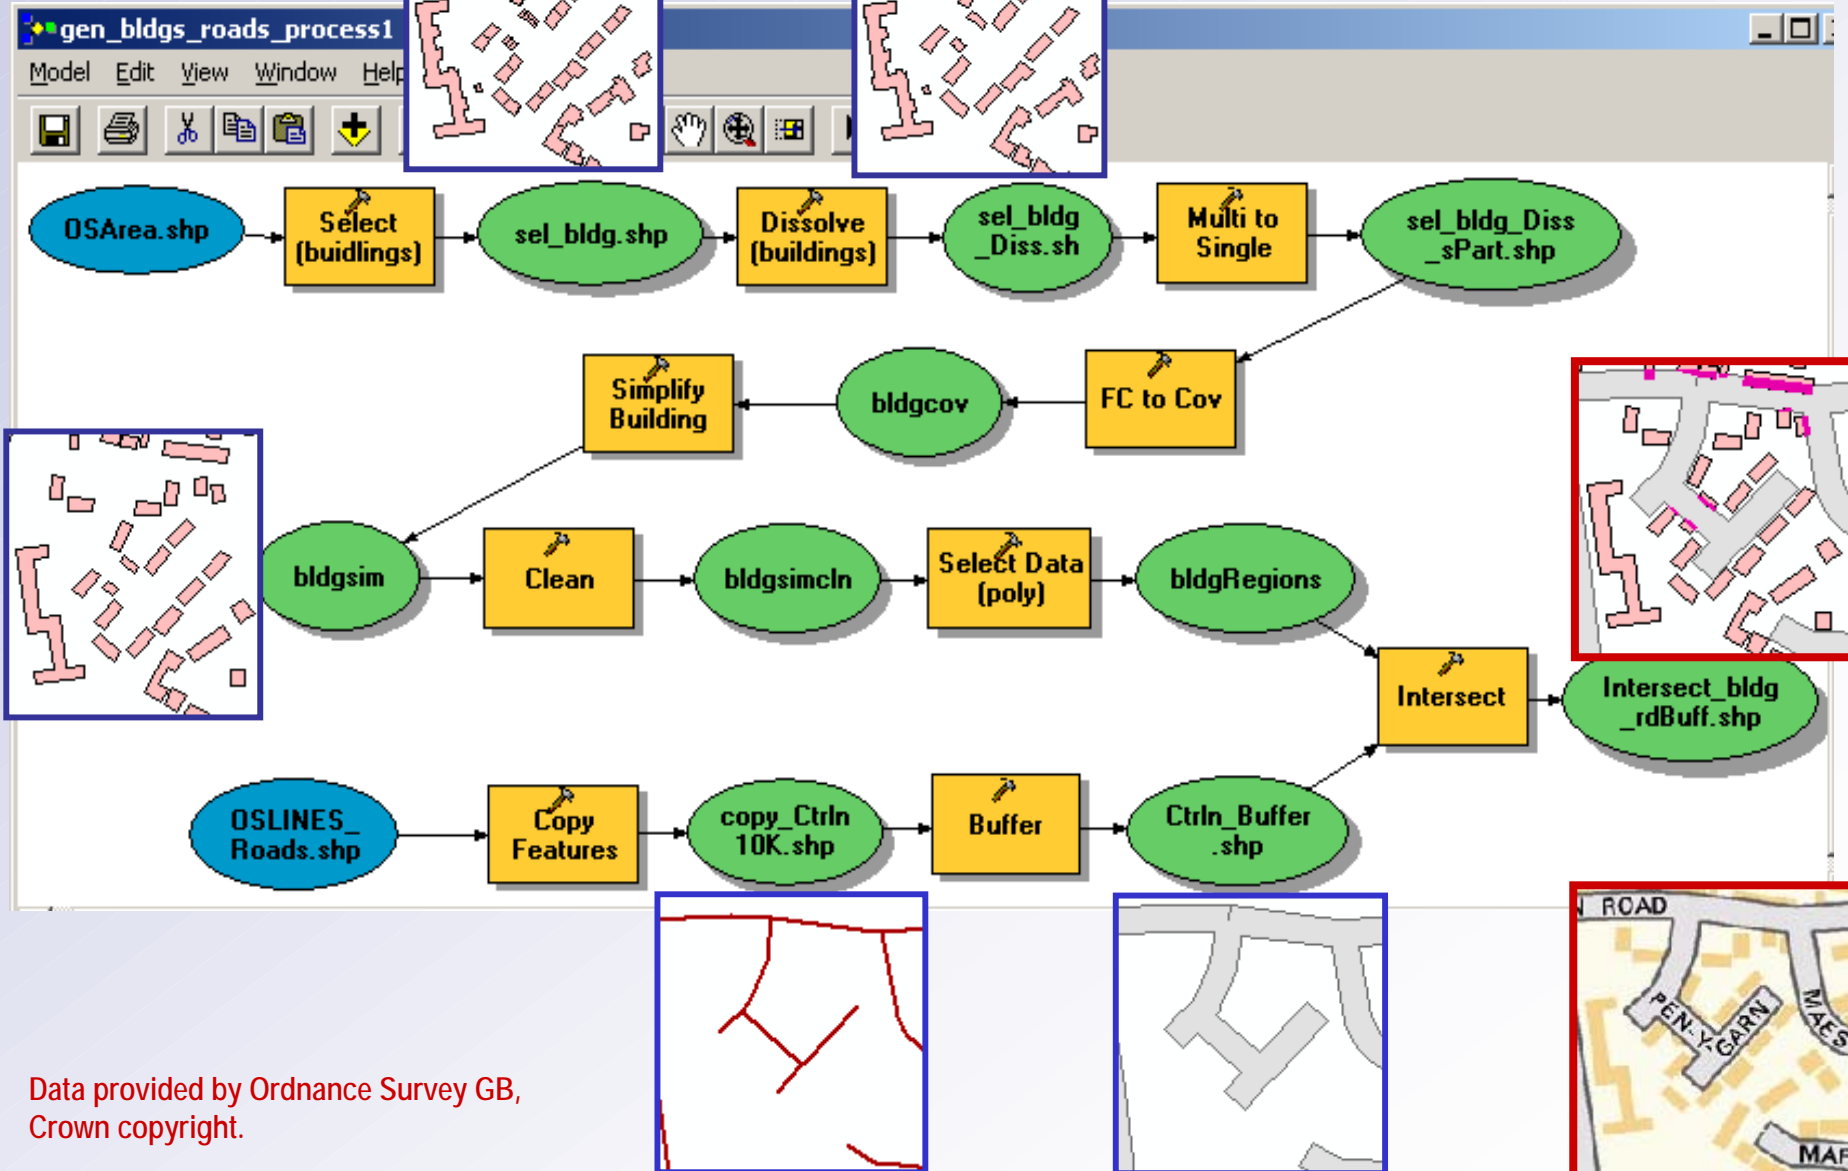 gen_bldgs_roads_process1
Model Edit View Window Help
OSArea.shp
Select
(buidlings)
sel_bldg.shp
Dissolve
(buildings)
sel_bldg
_Diss.sh
Multi to
Single
sel_bldg_Diss
_sPart.shp
Simplify
Building
bldgcov
FC to Cov
bldgsim
Clean
bldgsimcln
Select Data
(poly)
bldgRegions
Intersect
Intersect_bldg
_rdBuff.shp
OSLINES_
Roads.shp
Copy
Features
copy_Ctrln
10K.shp
Buffer
Ctrln_Buffer
.shp
ROAD
PEN-Y-GARN
MAES
Data provided by Ordnance Survey GB,
Crown copyright.